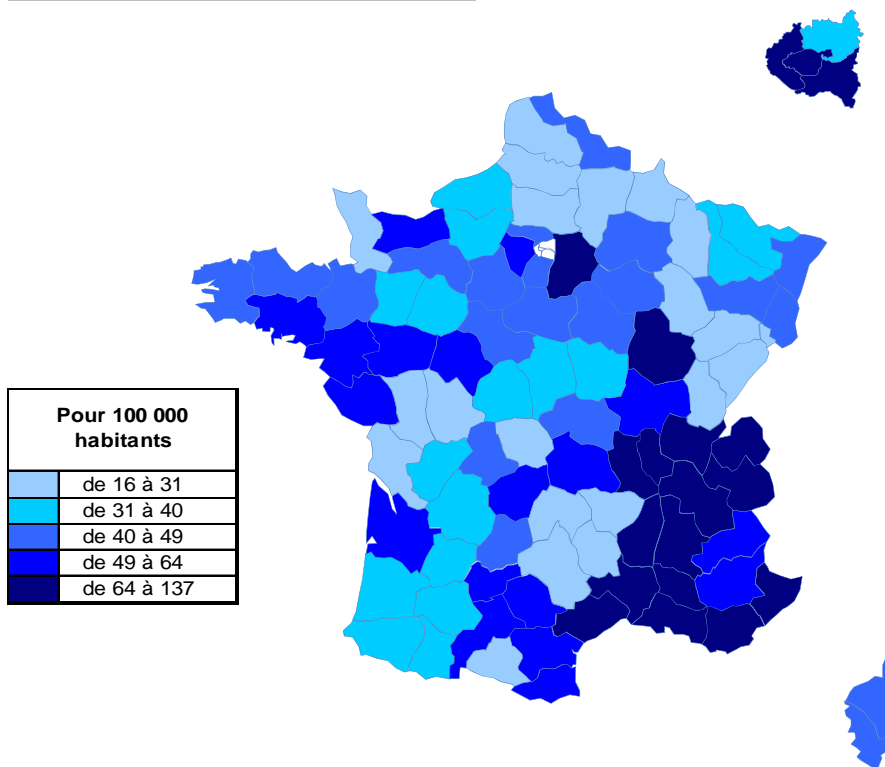 Pour 100 000
habitants
de 16 à 31
de 31 à 40
de 40 à 49
de 49 à 64
de 64 à 137